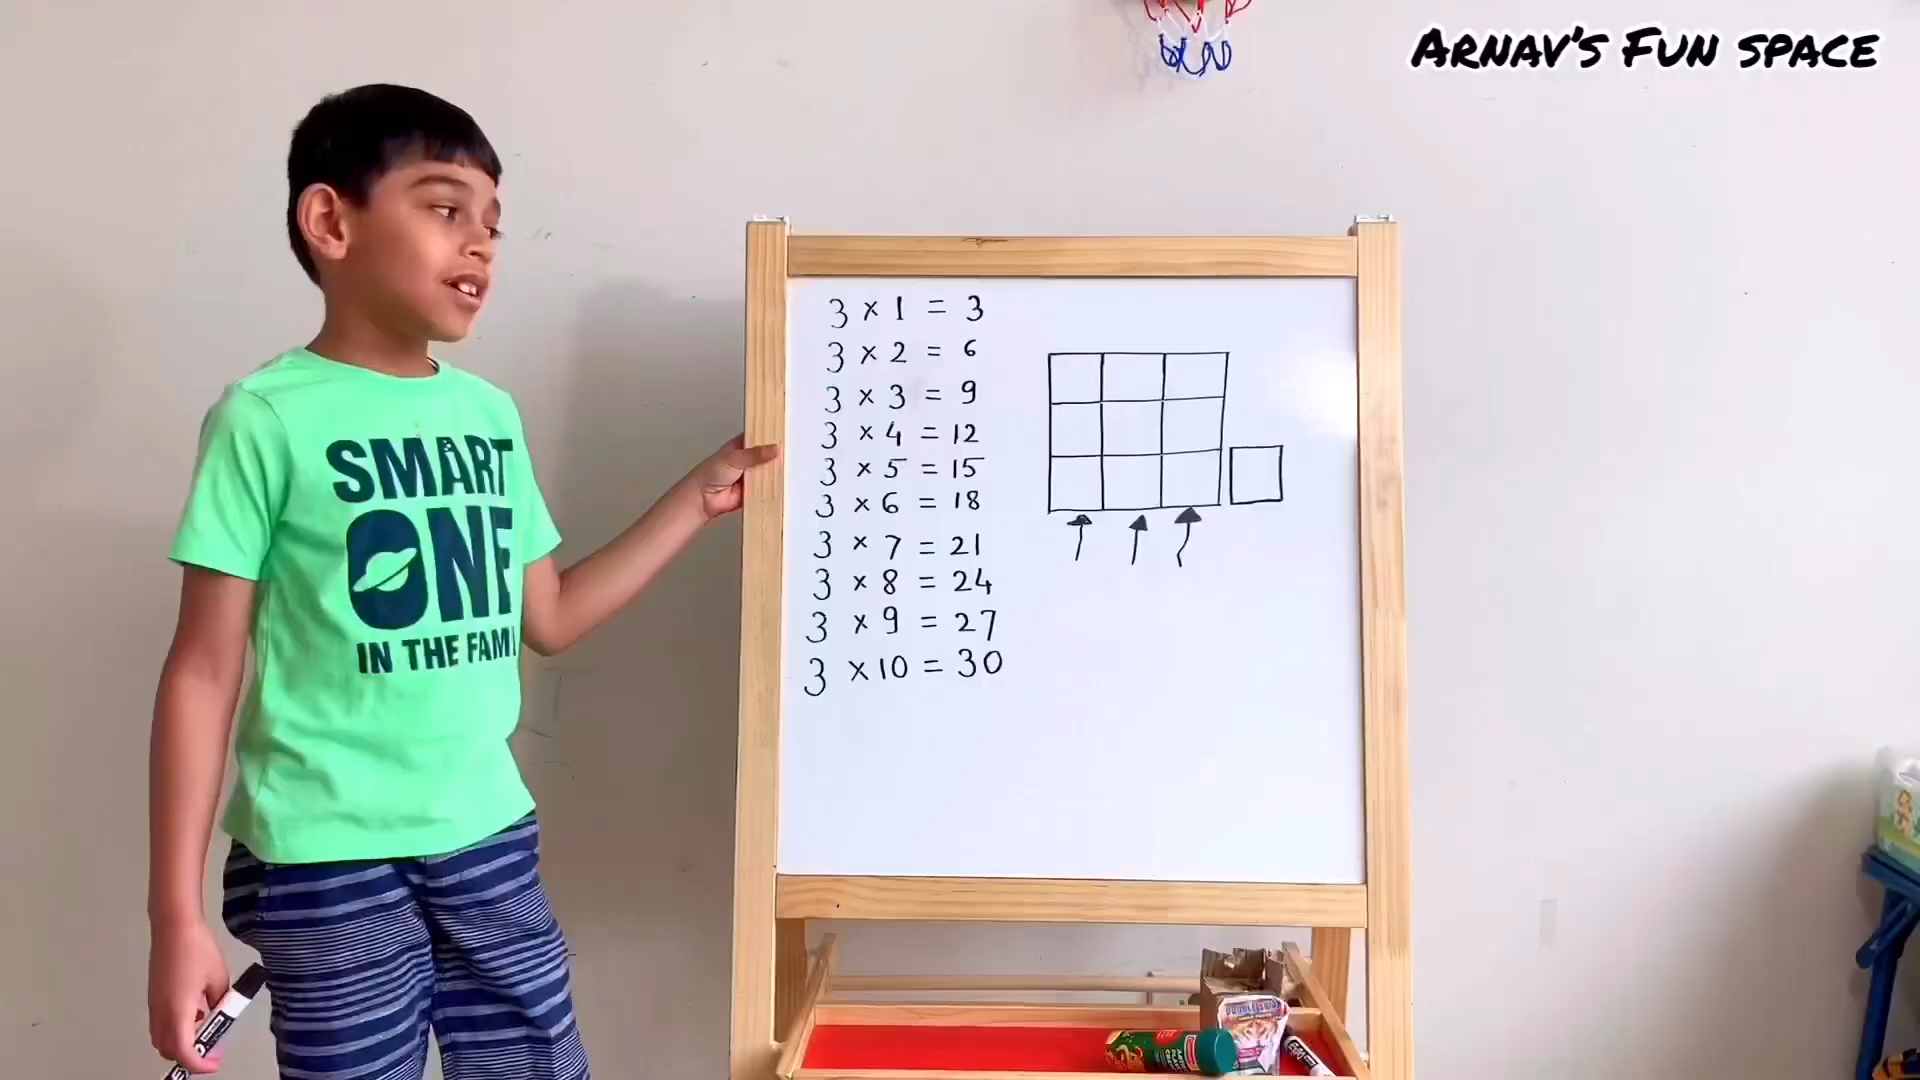 Arnav's Fun space
SMART
ONE
IN THE FAMI
3 × 1 = 3
3 × 2 = 6
3 × 3 = 9
3 × 4 = 12
3 × 5 = 15
3 × 6 = 18
3 × 7 = 21
3 × 8 = 24
3 × 9 = 27
3 × 10 = 30